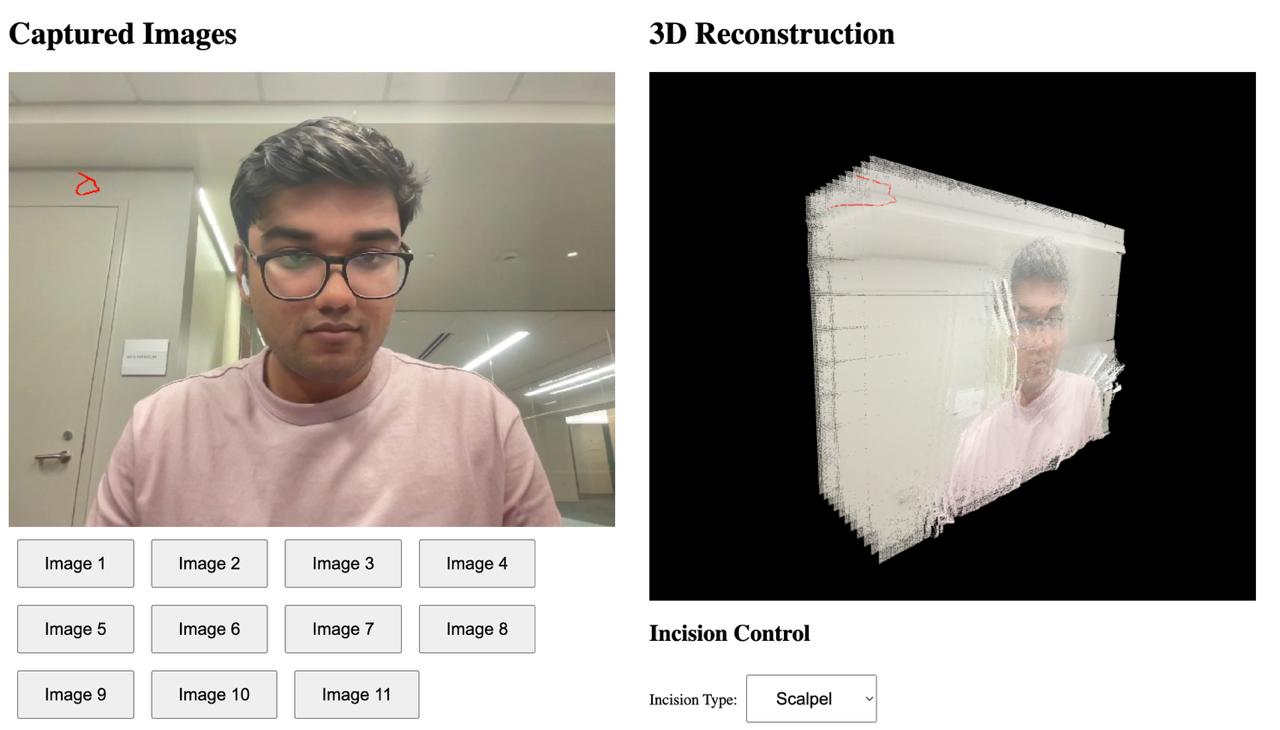 Captured Images
3D Reconstruction
Image 1
Image 2
Image 3
Image 4
Image 5
Image 6
Image 7
Image 8
Image 9
Image 10
Image 11
Incision Control
Incision Type:
Scalpel